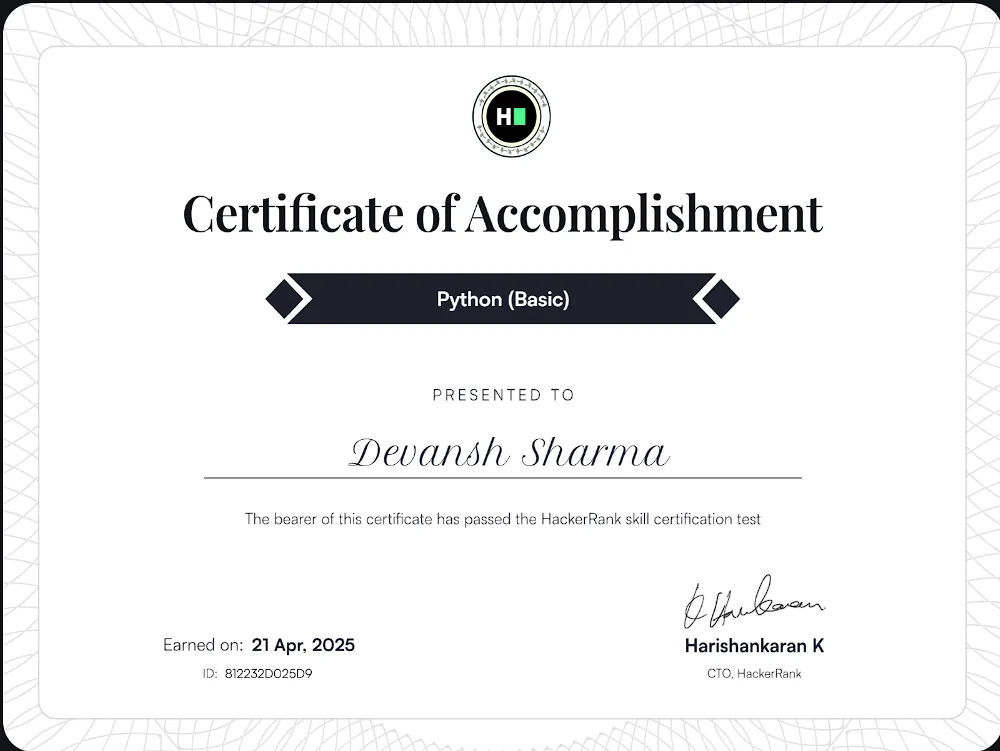 H
Certificate of Accomplishment
Python (Basic)
PRESENTED TO
Devansh Sharma
The bearer of this certificate has passed the HackerRank skill certification test
Earned on: 21 Apr, 2025
ID: 812232D025D9
Harishankaran K
CTO, HackerRank